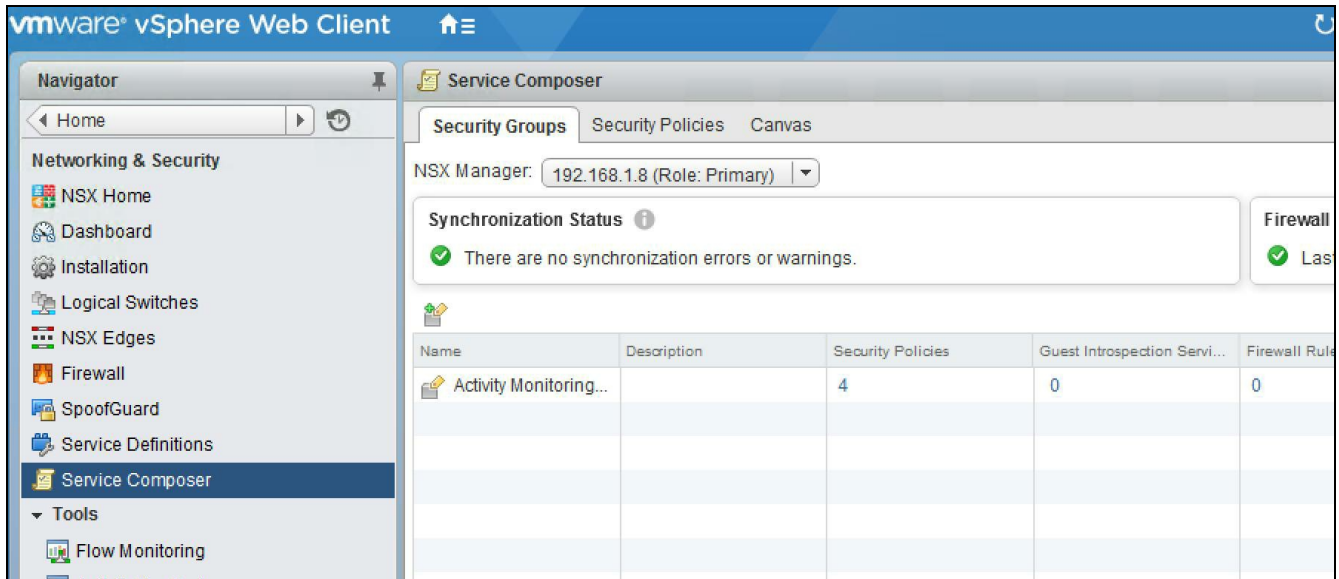 vmware® vSphere Web Client
Navigator
Home
Networking & Security
NSX Home
Dashboard
Installation
Logical Switches
NSX Edges
Firewall
SpoofGuard
Service Definitions
Service Composer
Tools
Flow Monitoring
Service Composer
Security Groups Security Policies Canvas
NSX Manager: 192.168.1.8 (Role: Primary)
Synchronization Status
There are no synchronization errors or warnings.
Firewall
Last
Name Description Security Policies Guest Introspection Servi... Firewall Rule
Activity Monitoring... 4 0 0